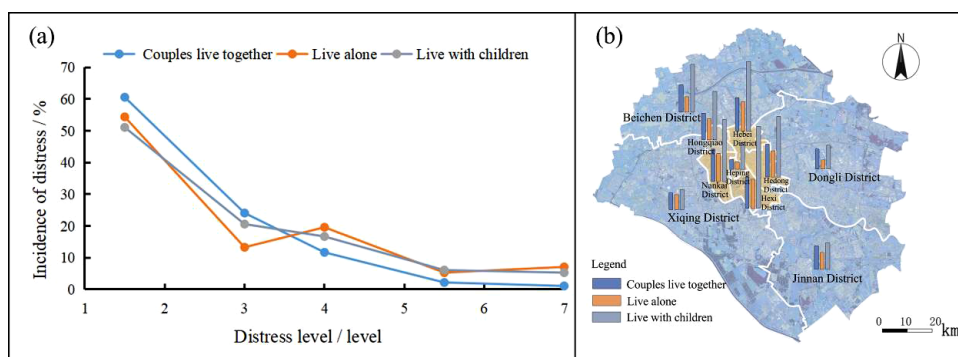 (a)
Couples live together
Live alone
Live with children
Incidence of distress / %
70
60
50
40
30
20
10
0
1
2
3
4
5
6
7
Distress level / level
(b)
N
Beichen District
Hongqiao
District
Hebei
District
Dongli District
Heping
District
Nankai
District
Hedong
District
Hexi
District
Xiqing District
Jinnan District
Legend
Couples live together
Live alone
Live with children
0 10 20
km